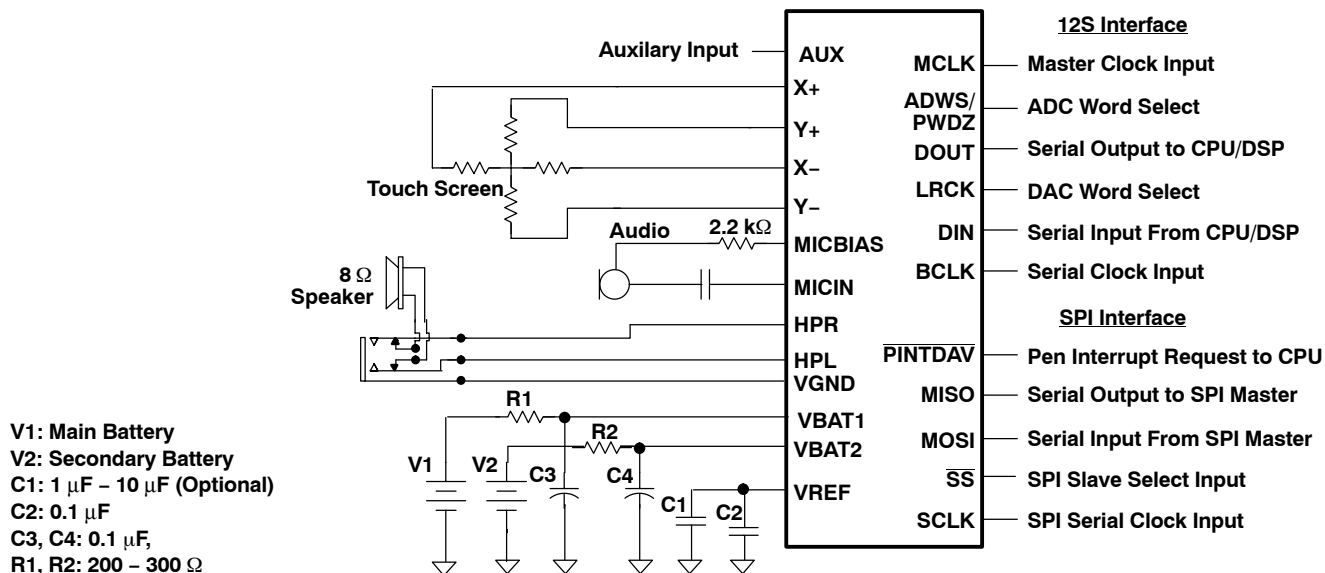 12S Interface
Auxilary Input
AUX
MCLK
Master Clock Input
X+
ADWS/
PWDZ
ADC Word Select
Y+
DOUT
Serial Output to CPU/DSP
X−
Touch Screen
LRCK
DAC Word Select
Y−
Audio
2.2 kΩ
MICBIAS
DIN
Serial Input From CPU/DSP
8 Ω
Speaker
MICIN
BCLK
Serial Clock Input
HPR
SPI Interface
HPL
PINTDAV
Pen Interrupt Request to CPU
VGND
R1
MISO
Serial Output to SPI Master
VBAT1
R2
MOSI
Serial Input From SPI Master
VBAT2
V1
V2
C3
C4
SS
SPI Slave Select Input
VREF
C1
C2
SCLK
SPI Serial Clock Input
V1: Main Battery
V2: Secondary Battery
C1: 1 μF − 10 μF (Optional)
C2: 0.1 μF
C3, C4: 0.1 μF,
R1, R2: 200 − 300 Ω